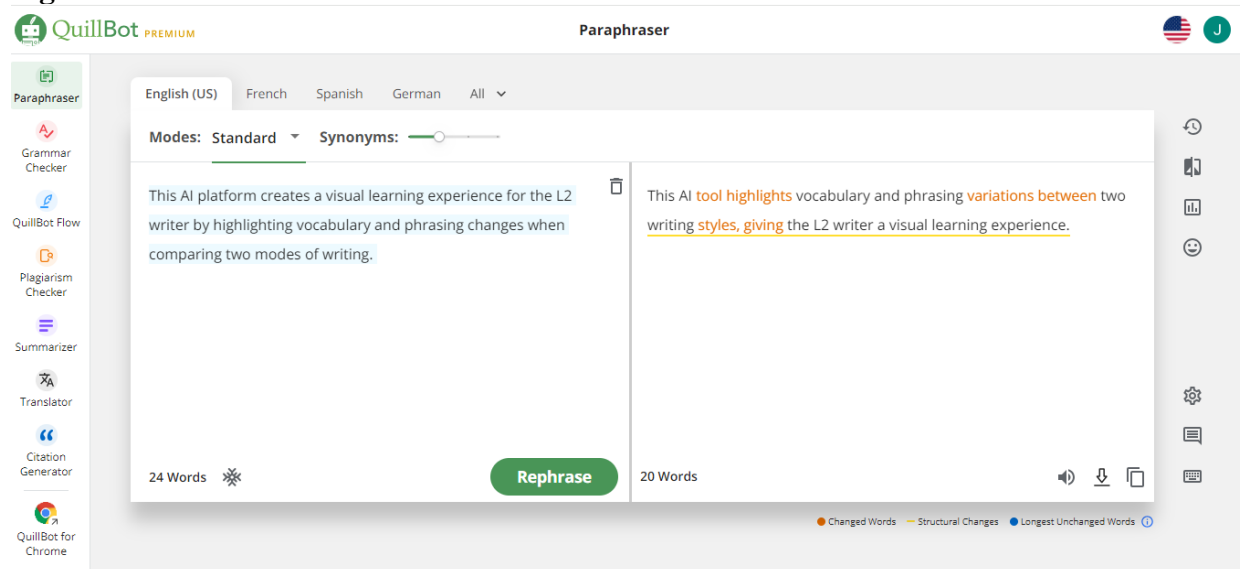 QuillBot PREMIUM
Paraphraser
J
Paraphraser
Grammar
Checker
QuillBot Flow
Plagiarism
Checker
Summarizer
Translator
Citation
Generator
QuillBot for
Chrome
English (US) French Spanish German All
Modes: Standard Synonyms:
This AI platform creates a visual learning experience for the L2
writer by highlighting vocabulary and phrasing changes when
comparing two modes of writing.
24 Words
Rephrase
This AI tool highlights vocabulary and phrasing variations between two
writing styles, giving the L2 writer a visual learning experience.
20 Words
Changed Words Structural Changes Longest Unchanged Words